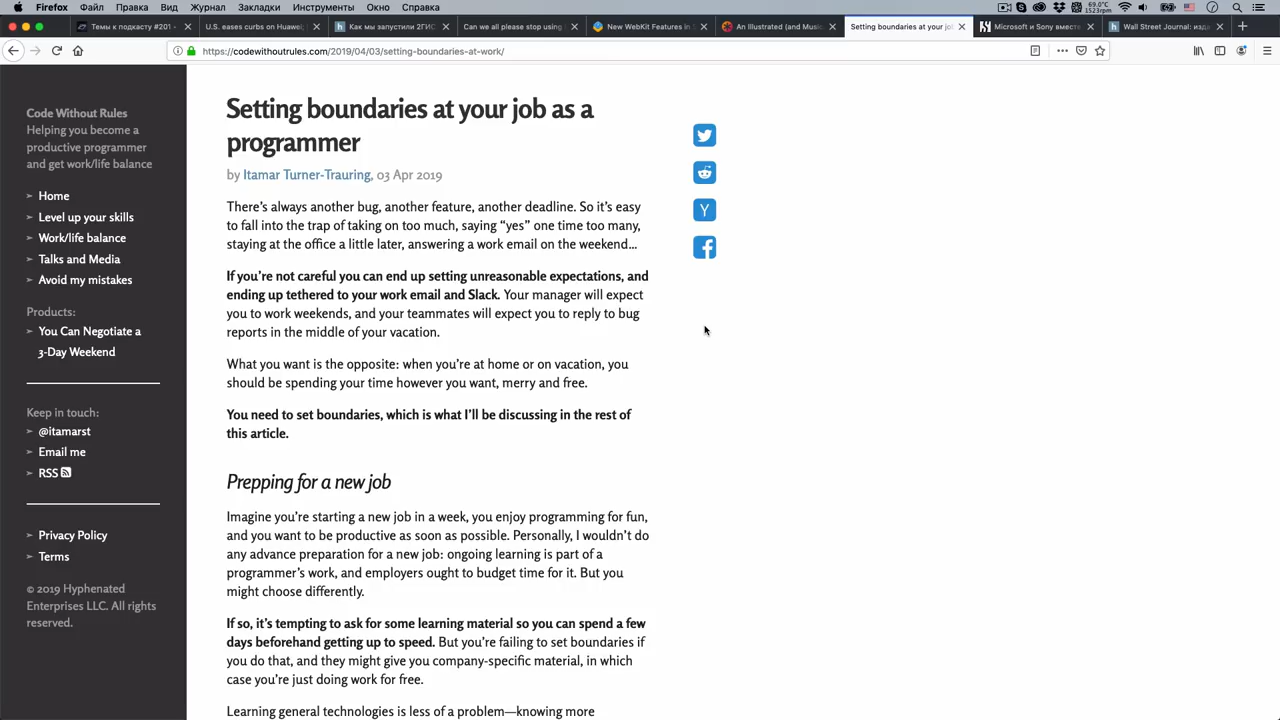 Firefox Файл Правка Вид Журнал Закладки Инструменты Окно Справка
69.0°C
1523rpm
Темы к подкасту #201
U.S. eases curbs on Huawei;
Как мы запустили 2ГИС
Can we all please stop using
New WebKit Features in S
An Illustrated (and Music
Setting boundaries at your jo
Microsoft и Sony вместе
Wall Street Journal: изд
https://codewithoutrules.com/2019/04/03/setting-boundaries-at-work/
Code Without Rules
Helping you become a
productive programmer
and get work/life balance
Home
Level up your skills
Work/life balance
Talks and Media
Avoid my mistakes
Products:
You Can Negotiate a
3-Day Weekend
Keep in touch:
@itamarst
Email me
RSS
Privacy Policy
Terms
© 2019 Hyphenated
Enterprises LLC. All rights
reserved.
Setting boundaries at your job as a
programmer
by Itamar Turner-Trauring, 03 Apr 2019
There’s always another bug, another feature, another deadline. So it’s easy
to fall into the trap of taking on too much, saying “yes” one time too many,
staying at the office a little later, answering a work email on the weekend…
If you’re not careful you can end up setting unreasonable expectations, and
ending up tethered to your work email and Slack. Your manager will expect
you to work weekends, and your teammates will expect you to reply to bug
reports in the middle of your vacation.
What you want is the opposite: when you’re at home or on vacation, you
should be spending your time however you want, merry and free.
You need to set boundaries, which is what I’ll be discussing in the rest of
this article.
Prepping for a new job
Imagine you’re starting a new job in a week, you enjoy programming for fun,
and you want to be productive as soon as possible. Personally, I wouldn’t do
any advance preparation for a new job: ongoing learning is part of a
programmer’s work, and employers ought to budget time for it. But you
might choose differently.
If so, it’s tempting to ask for some learning material so you can spend a few
days beforehand getting up to speed. But you’re failing to set boundaries if
you do that, and they might give you company-specific material, in which
case you’re just doing work for free.
Learning general technologies is less of a problem—knowing more